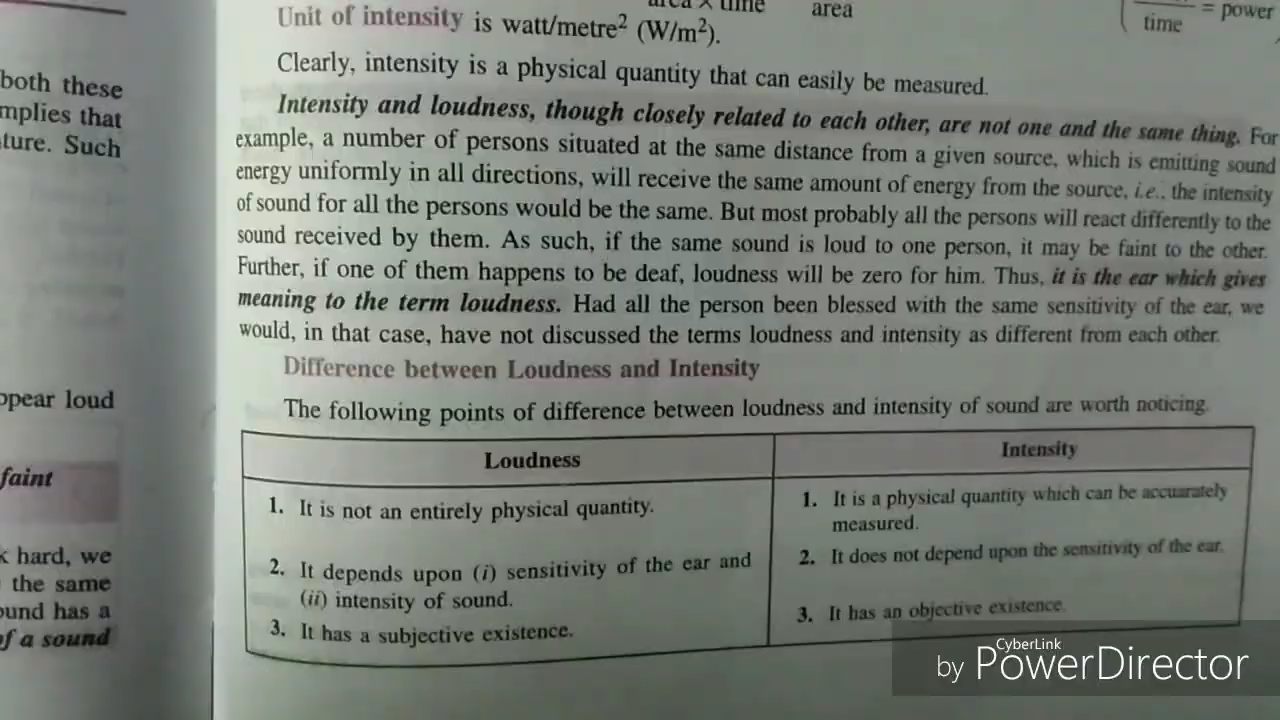 area × time
area
time
= power
Unit of intensity is watt/metre² (W/m²).
Clearly, intensity is a physical quantity that can easily be measured.
Intensity and loudness, though closely related to each other, are not one and the same thing. For
example, a number of persons situated at the same distance from a given source, which is emitting sound
energy uniformly in all directions, will receive the same amount of energy from the source, i.e., the intensity
of sound for all the persons would be the same. But most probably all the persons will react differently to the
sound received by them. As such, if the same sound is loud to one person, it may be faint to the other.
Further, if one of them happens to be deaf, loudness will be zero for him. Thus, it is the ear which gives
meaning to the term loudness. Had all the person been blessed with the same sensitivity of the ear, we
would, in that case, have not discussed the terms loudness and intensity as different from each other.
Difference between Loudness and Intensity
The following points of difference between loudness and intensity of sound are worth noticing.
Loudness
1. It is not an entirely physical quantity.
2. It depends upon (i) sensitivity of the ear and
(ii) intensity of sound.
3. It has a subjective existence.
Intensity
1. It is a physical quantity which can be accuarately
measured.
2. It does not depend upon the sensitivity of the ear.
3. It has an objective existence.
both these
mplies that
ture. Such
ppear loud
faint
k hard, we
the same
ound has a
of a sound
CyberLink
by PowerDirector